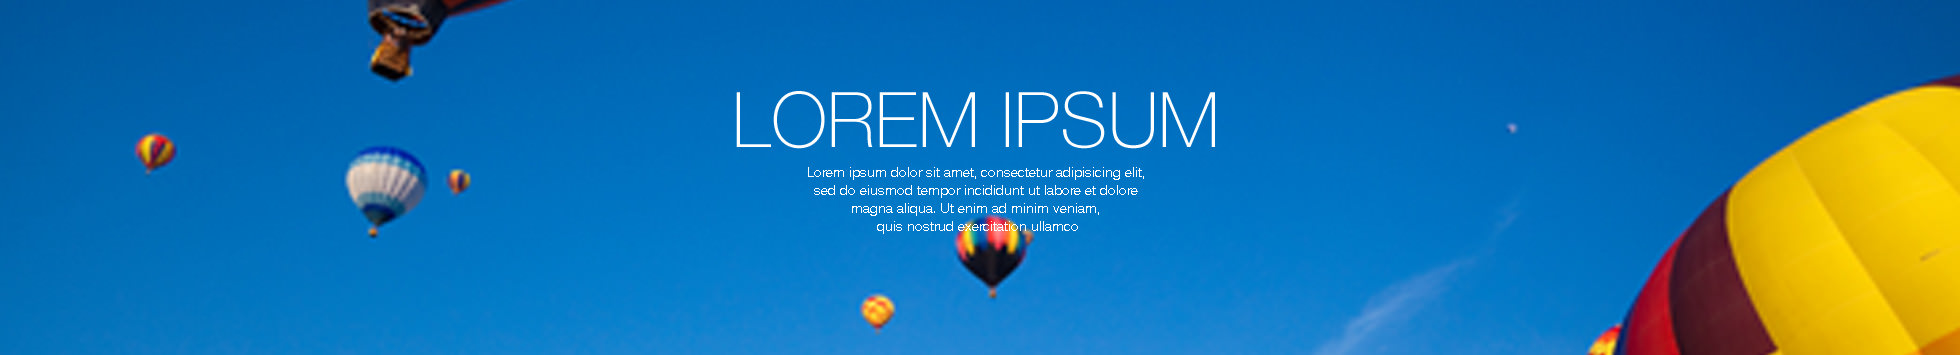 LOREM IPSUM
Lorem ipsum dolor sit amet, consectetur adipisicing elit,
sed do eiusmod tempor incididunt ut labore et dolore
magna aliqua. Ut enim ad minim veniam,
quis nostrud exercitation ullamco